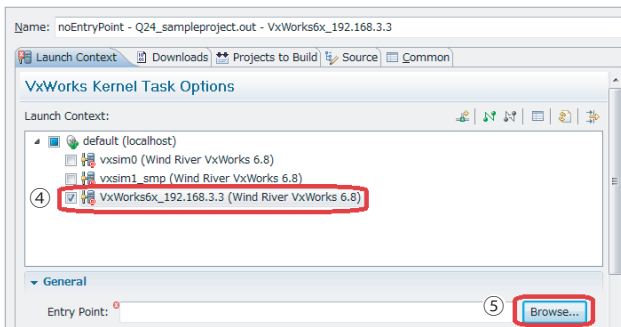 Name: noEntryPoint - Q24_sampleproject.out - VxWorks6x_192.168.3.3
Launch Context Downloads Projects to Build Source Common
VxWorks Kernel Task Options
Launch Context:
default (localhost)
vxsim0 (Wind River VxWorks 6.8)
vxsim1_smp (Wind River VxWorks 6.8)
④ VxWorks6x_192.168.3.3 (Wind River VxWorks 6.8)
General
Entry Point: ⑤ Browse...